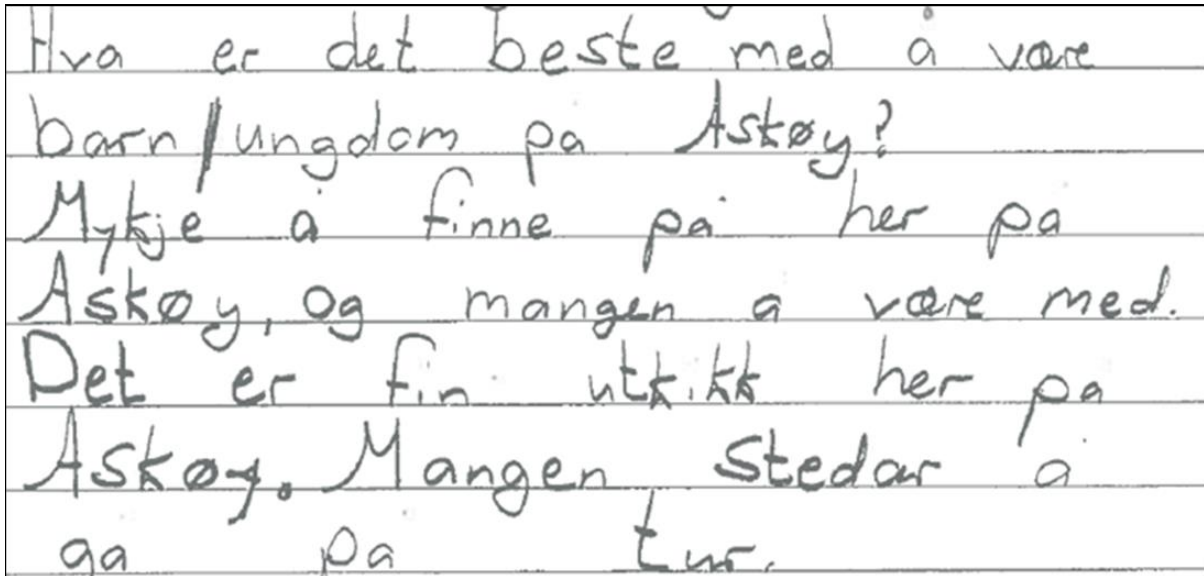 Hva er det beste med å være
barn/ungdom på Askøy?
Mykje å finne på her på
Askøy, og mangen å være med.
Det er fin utkikk her på
Askøy. Mangen stedar å
gå på tur.